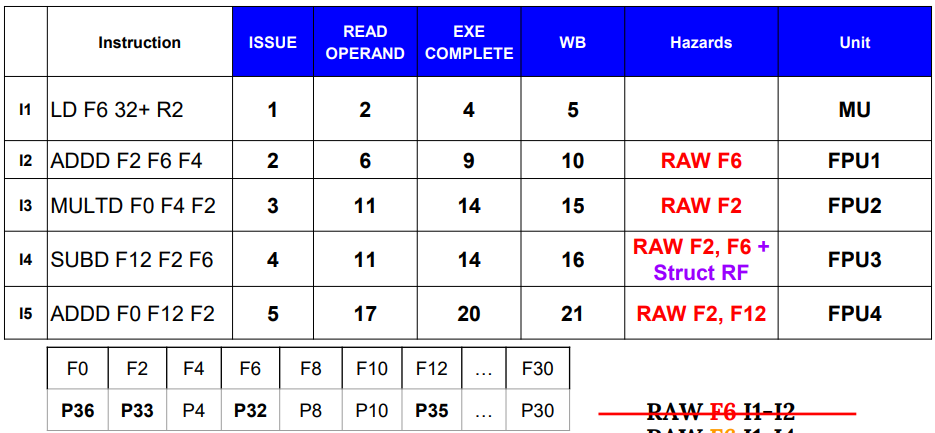 Instruction ISSUE READ OPERAND EXE COMPLETE WB Hazards Unit
I1 LD F6 32+ R2 1 2 4 5 MU
I2 ADDD F2 F6 F4 2 6 9 10 RAW F6 FPU1
I3 MULTD F0 F4 F2 3 11 14 15 RAW F2 FPU2
I4 SUBD F12 F2 F6 4 11 14 16 RAW F2, F6 + Struct RF FPU3
I5 ADDD F0 F12 F2 5 17 20 21 RAW F2, F12 FPU4
F0 F2 F4 F6 F8 F10 F12 ... F30
P36 P33 P4 P32 P8 P10 P35 ... P30
RAW F6 I1-I2